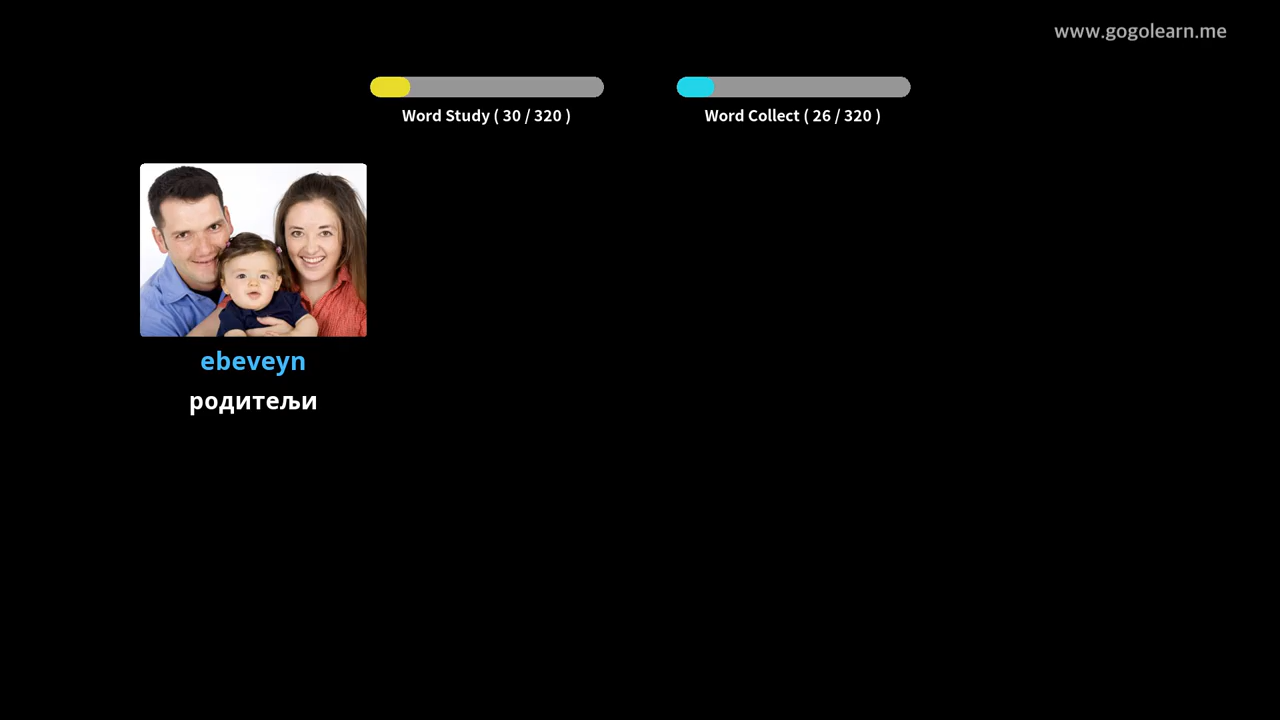 www.gogolearn.me
Word Study ( 30 / 320 )
Word Collect ( 26 / 320 )
ebeveyn
родитељи